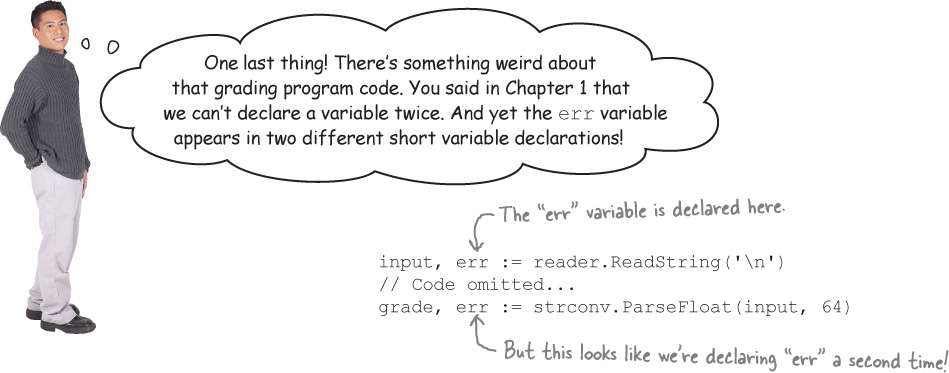 One last thing! There's something weird about
that grading program code. You said in Chapter 1 that
we can't declare a variable twice. And yet the err variable
appears in two different short variable declarations!
The "err" variable is declared here.
input, err := reader.ReadString('\n')
// Code omitted...
grade, err := strconv.ParseFloat(input, 64)
But this looks like we're declaring "err" a second time!